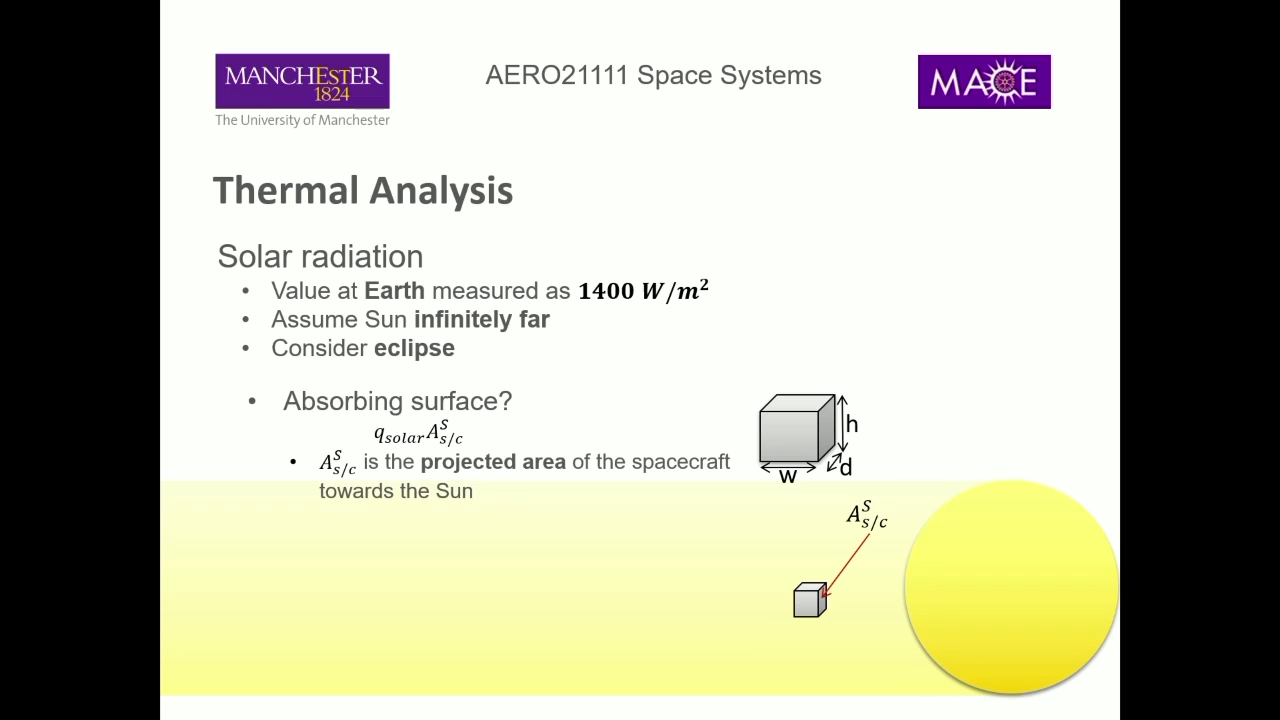 MANCHESTER
1824
The University of Manchester
AERO21111 Space Systems
MACE
Thermal Analysis
Solar radiation
• Value at Earth measured as 1400 W/m²
• Assume Sun infinitely far
• Consider eclipse
• Absorbing surface?
q_solar A^S_s/c
• A^S_s/c is the projected area of the spacecraft
towards the Sun
h
d
w
A^S_s/c